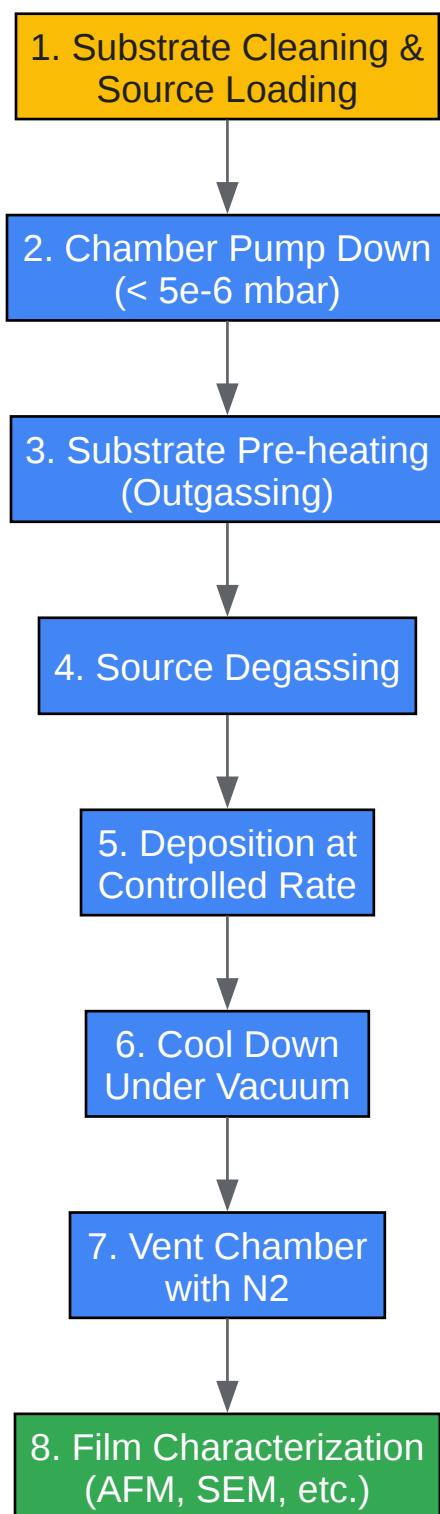 1. Substrate Cleaning &
Source Loading
2. Chamber Pump Down
(< 5e-6 mbar)
3. Substrate Pre-heating
(Outgassing)
4. Source Degassing
5. Deposition at
Controlled Rate
6. Cool Down
Under Vacuum
7. Vent Chamber
with N2
8. Film Characterization
(AFM, SEM, etc.)